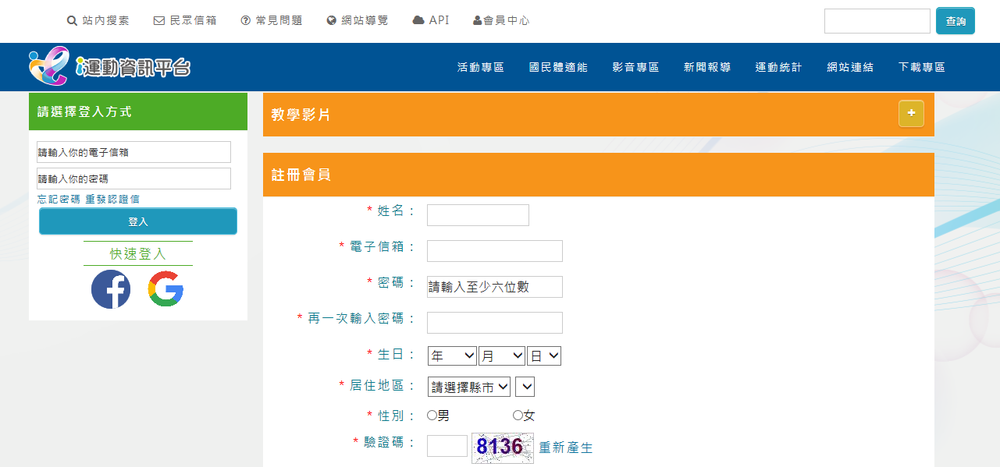 站內搜索 民眾信箱 常見問題 網站導覽 API 會員中心 查詢
i運動資訊平台 活動專區 國民體適能 影音專區 新聞報導 運動統計 網站連結 下載專區
請選擇登入方式
請輸入你的電子信箱
請輸入你的密碼
忘記密碼 重發認證信
登入
快速登入
教學影片
註冊會員
* 姓名：
* 電子信箱：
* 密碼： 請輸入至少六位數
* 再一次輸入密碼：
* 生日： 年 月 日
* 居住地區： 請選擇縣市
* 性別： 男 女
* 驗證碼： 8136 重新產生